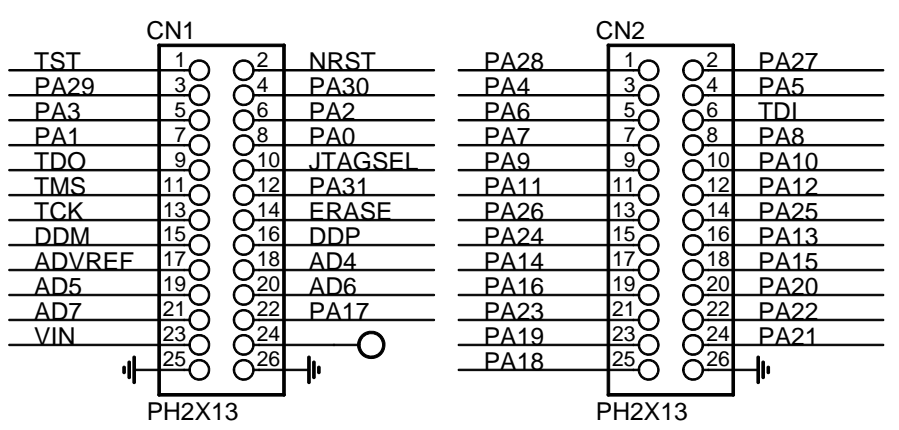 CN1 CN2
TST 1 2 NRST PA28 1 2 PA27
PA29 3 4 PA30 PA4 3 4 PA5
PA3 5 6 PA2 PA6 5 6 TDI
PA1 7 8 PA0 PA7 7 8 PA8
TDO 9 10 JTAGSEL PA9 9 10 PA10
TMS 11 12 PA31 PA11 11 12 PA12
TCK 13 14 ERASE PA26 13 14 PA25
DDM 15 16 DDP PA24 15 16 PA13
ADVREF 17 18 AD4 PA14 17 18 PA15
AD5 19 20 AD6 PA16 19 20 PA20
AD7 21 22 PA17 PA23 21 22 PA22
VIN 23 24 PA19 23 24 PA21
25 26 PA18 25 26
PH2X13 PH2X13